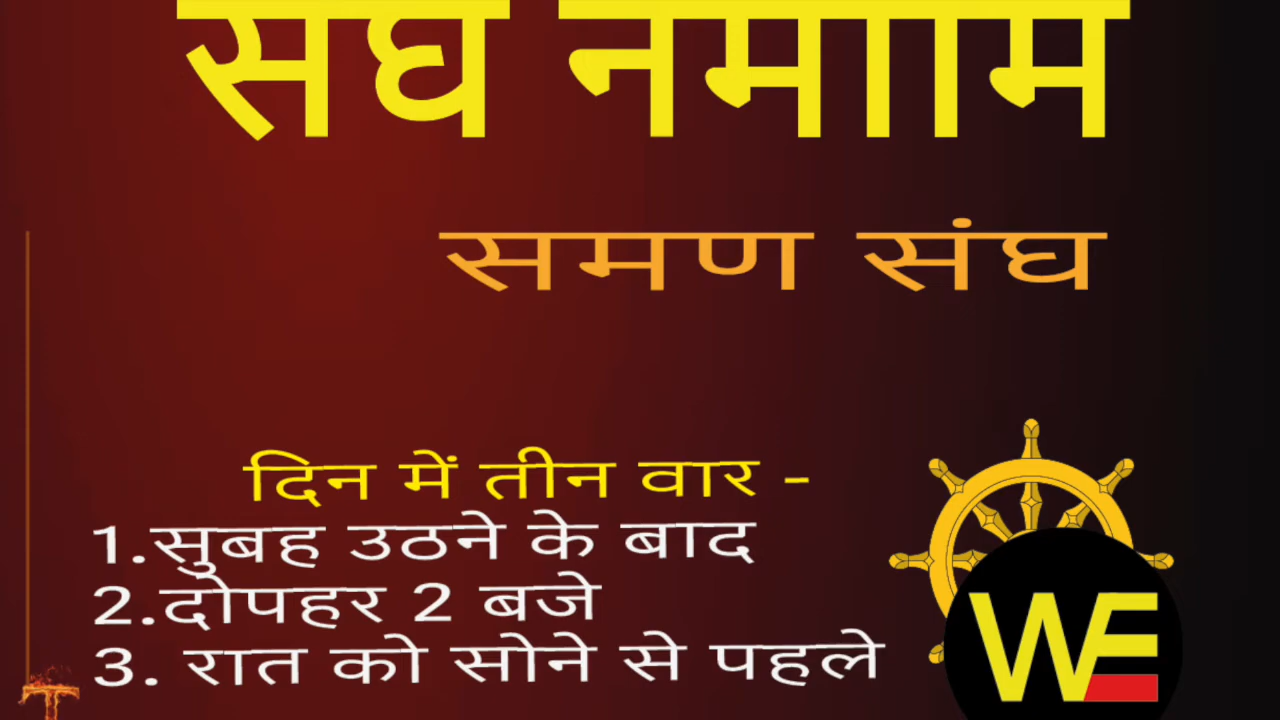 संघ नमामि
समण संघ
दिन में तीन वार -
1.सुबह उठने के बाद
2.दोपहर 2 बजे
3. रात को सोने से पहले
WE